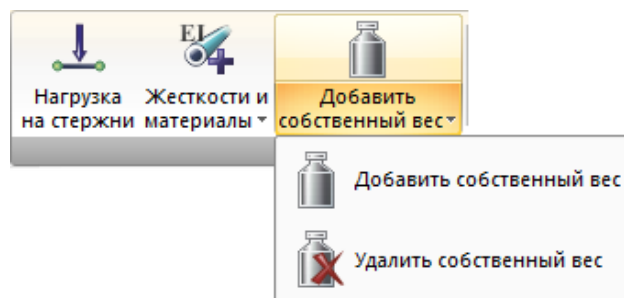 EI
Нагрузка Жесткости и Добавить
на стержни материалы собственный вес
Добавить собственный вес
Удалить собственный вес